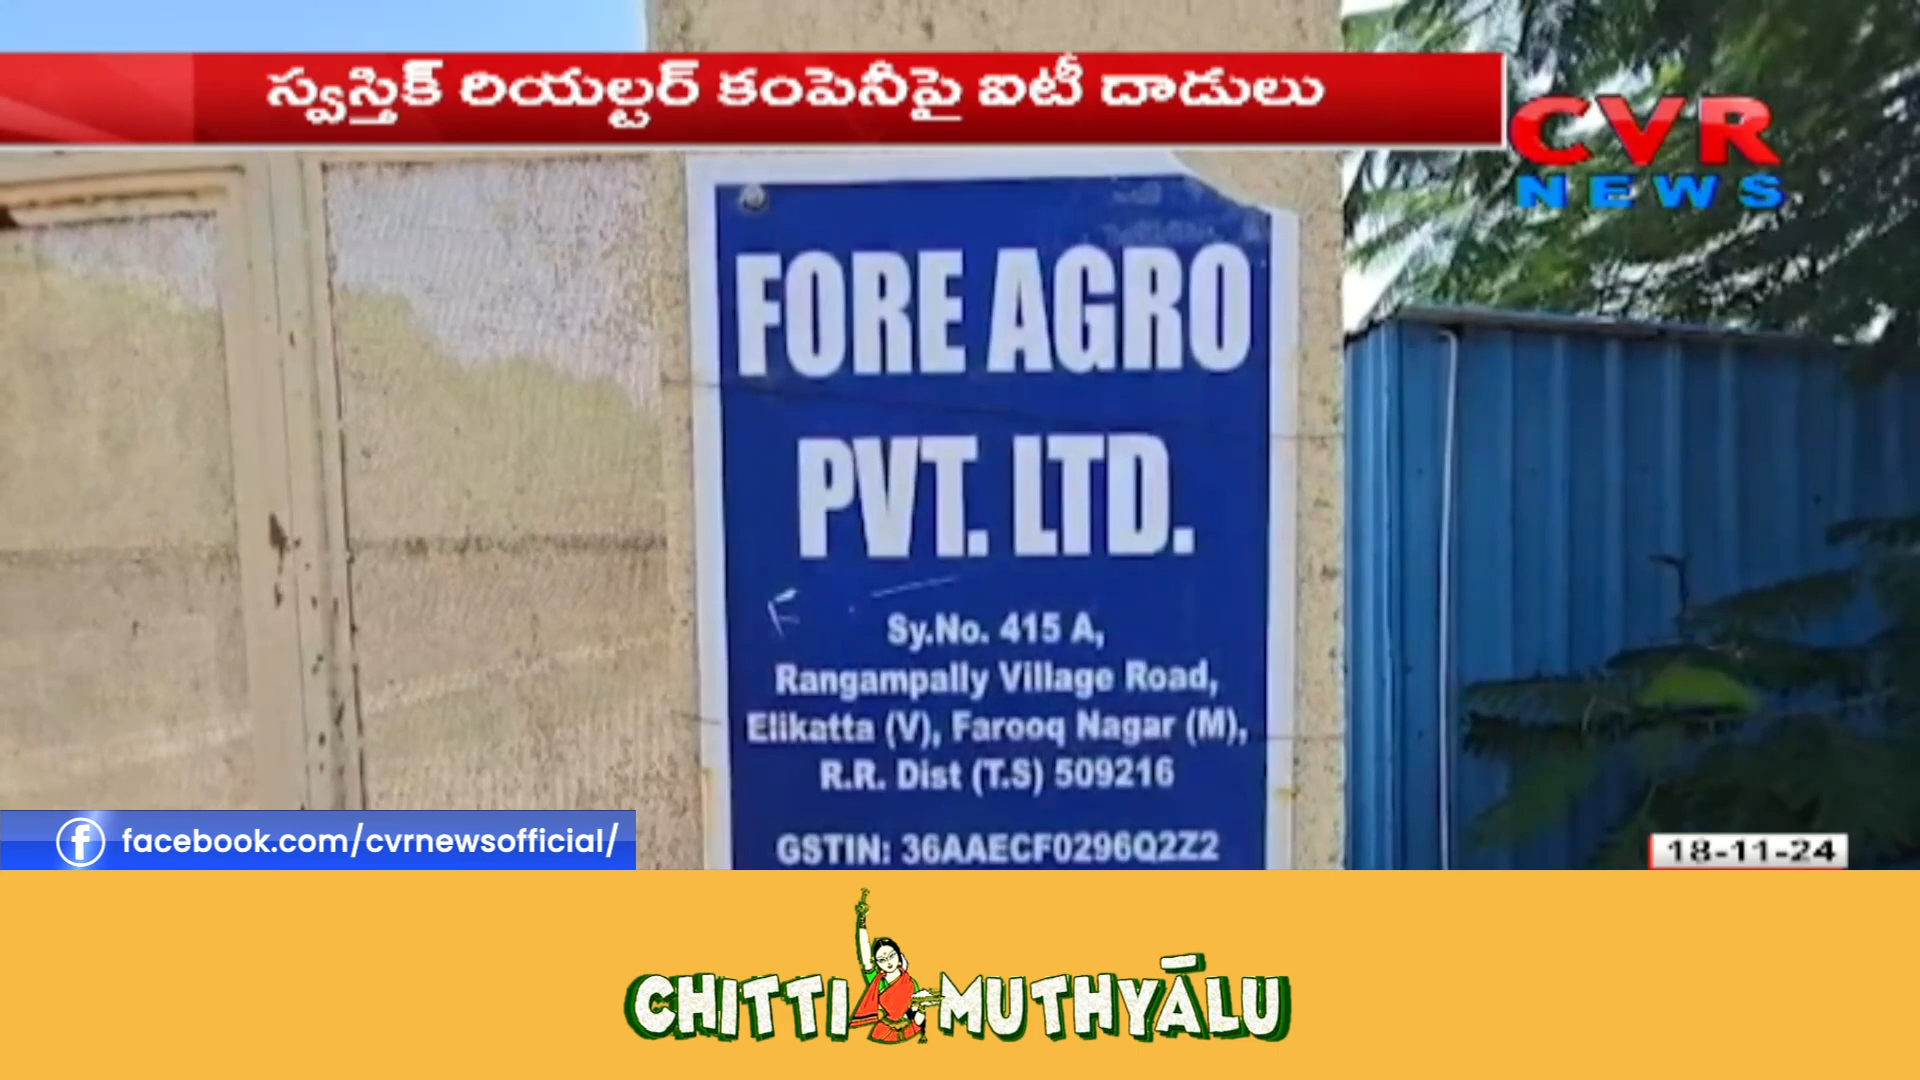 స్వస్తిక్ రియల్టర్ కంపెనీపై ఐటీ దాడులు
CVR
NEWS
FORE AGRO
PVT. LTD.
Sy.No. 415 A,
Rangampally Village Road,
Elikatta (V), Farooq Nagar (M),
R.R. Dist (T.S) 509216
GSTIN: 36AAECF0296Q2Z2
facebook.com/cvrnewsofficial/
18-11-24
CHITTI MUTHYĀLU